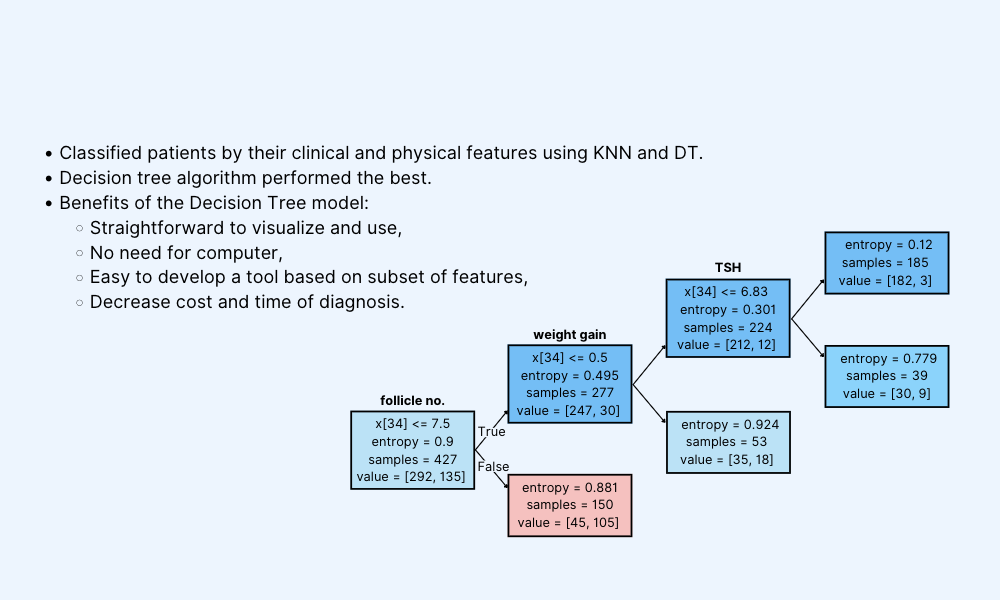 • Classified patients by their clinical and physical features using KNN and DT.
• Decision tree algorithm performed the best.
• Benefits of the Decision Tree model:
○ Straightforward to visualize and use,
○ No need for computer,
○ Easy to develop a tool based on subset of features,
○ Decrease cost and time of diagnosis.
follicle no.
x[34] <= 7.5
entropy = 0.9
samples = 427
value = [292, 135]
True
False
weight gain
x[34] <= 0.5
entropy = 0.495
samples = 277
value = [247, 30]
entropy = 0.881
samples = 150
value = [45, 105]
TSH
x[34] <= 6.83
entropy = 0.301
samples = 224
value = [212, 12]
entropy = 0.924
samples = 53
value = [35, 18]
entropy = 0.12
samples = 185
value = [182, 3]
entropy = 0.779
samples = 39
value = [30, 9]